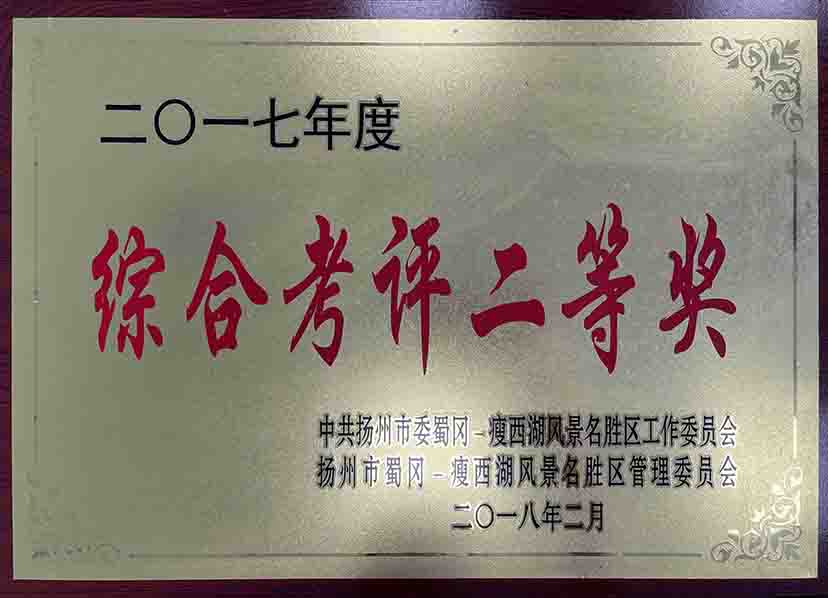 二〇一七年度
综合考评二等奖
中共扬州市委蜀冈－瘦西湖风景名胜区工作委员会
扬州市蜀冈－瘦西湖风景名胜区管理委员会
二〇一八年二月